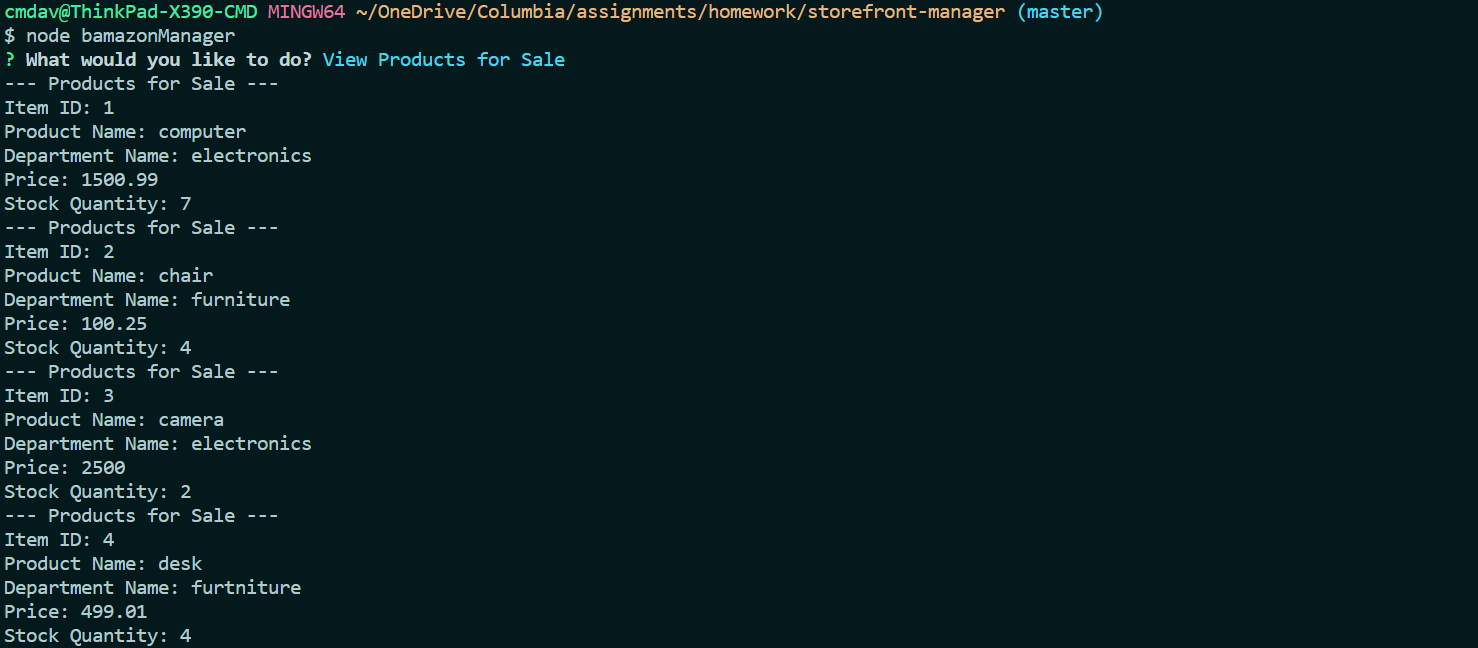 cmdav@ThinkPad-X390-CMD MINGW64 ~/OneDrive/Columbia/assignments/homework/storefront-manager (master)
$ node bamazonManager
? What would you like to do? View Products for Sale
--- Products for Sale ---
Item ID: 1
Product Name: computer
Department Name: electronics
Price: 1500.99
Stock Quantity: 7
--- Products for Sale ---
Item ID: 2
Product Name: chair
Department Name: furniture
Price: 100.25
Stock Quantity: 4
--- Products for Sale ---
Item ID: 3
Product Name: camera
Department Name: electronics
Price: 2500
Stock Quantity: 2
--- Products for Sale ---
Item ID: 4
Product Name: desk
Department Name: furtniture
Price: 499.01
Stock Quantity: 4